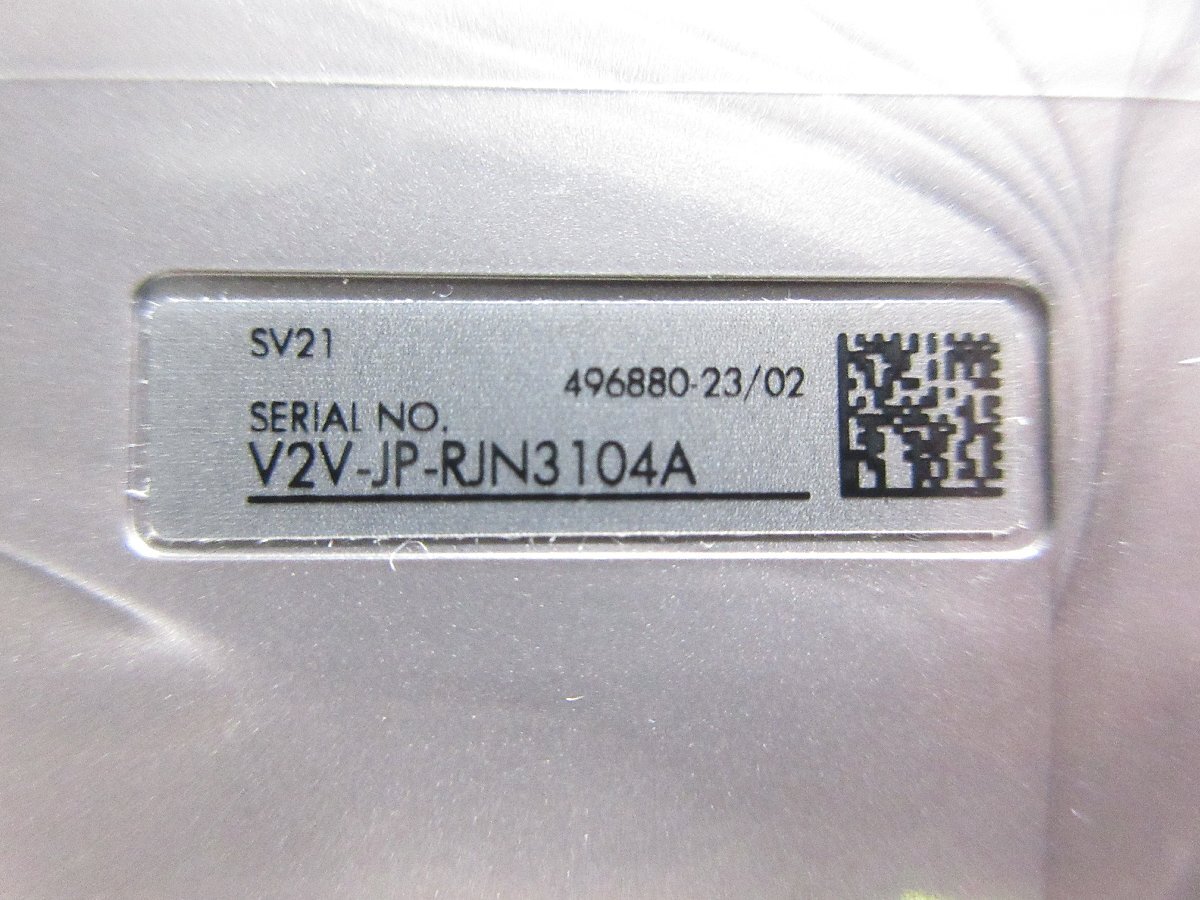 SV21
496880-23/02
SERIAL NO.
V2V-JP-RJN3104A